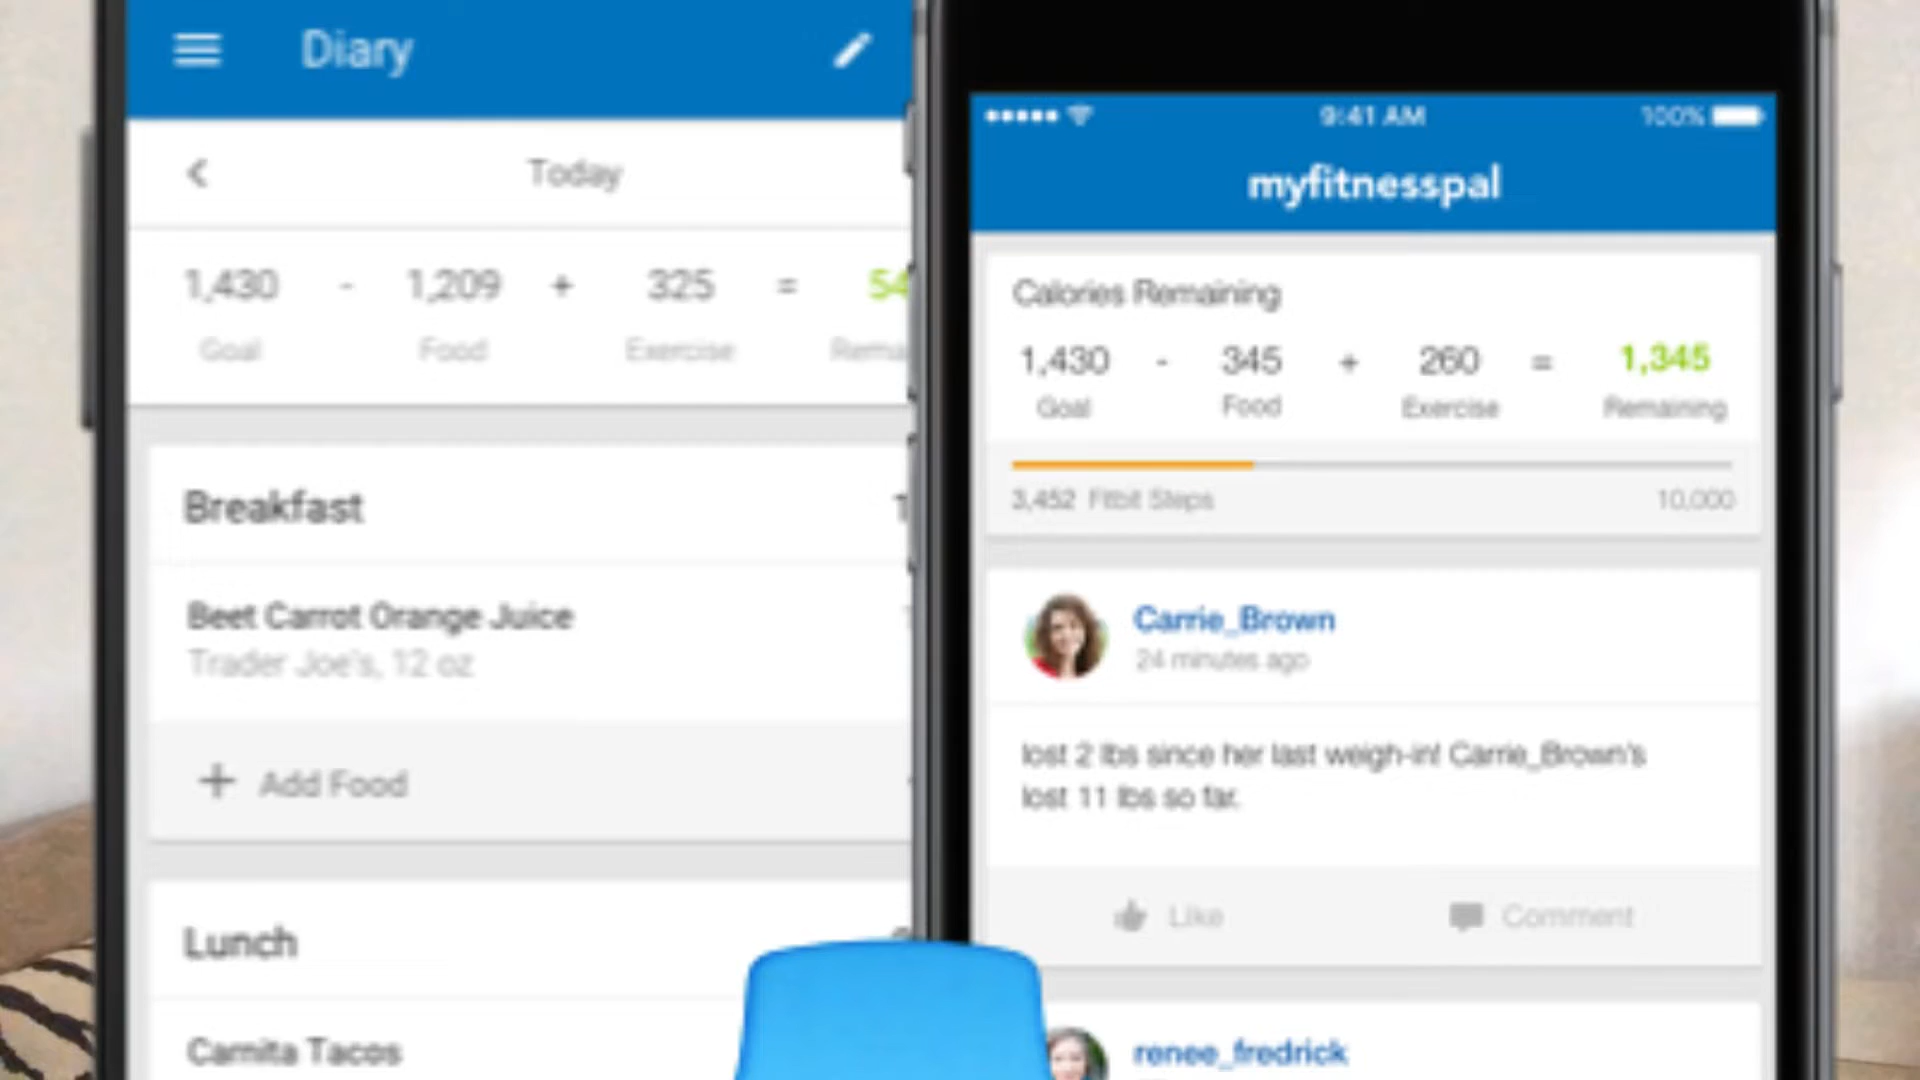 Diary
Today
1,430 - 1,209 + 325 = 54
Goal Food Exercise Rema
Breakfast
Beet Carrot Orange Juice
Trader Joe's, 12 oz
+ Add Food
Lunch
Carnita Tacos
9:41 AM 100%
myfitnesspal
Calories Remaining
1,430 - 345 + 260 = 1,345
Goal Food Exercise Remaining
3,452 Fitbit Steps 10,000
Carrie_Brown
24 minutes ago
lost 2 lbs since her last weigh-in! Carrie_Brown's
lost 11 lbs so far.
Like Comment
renee_fredrick